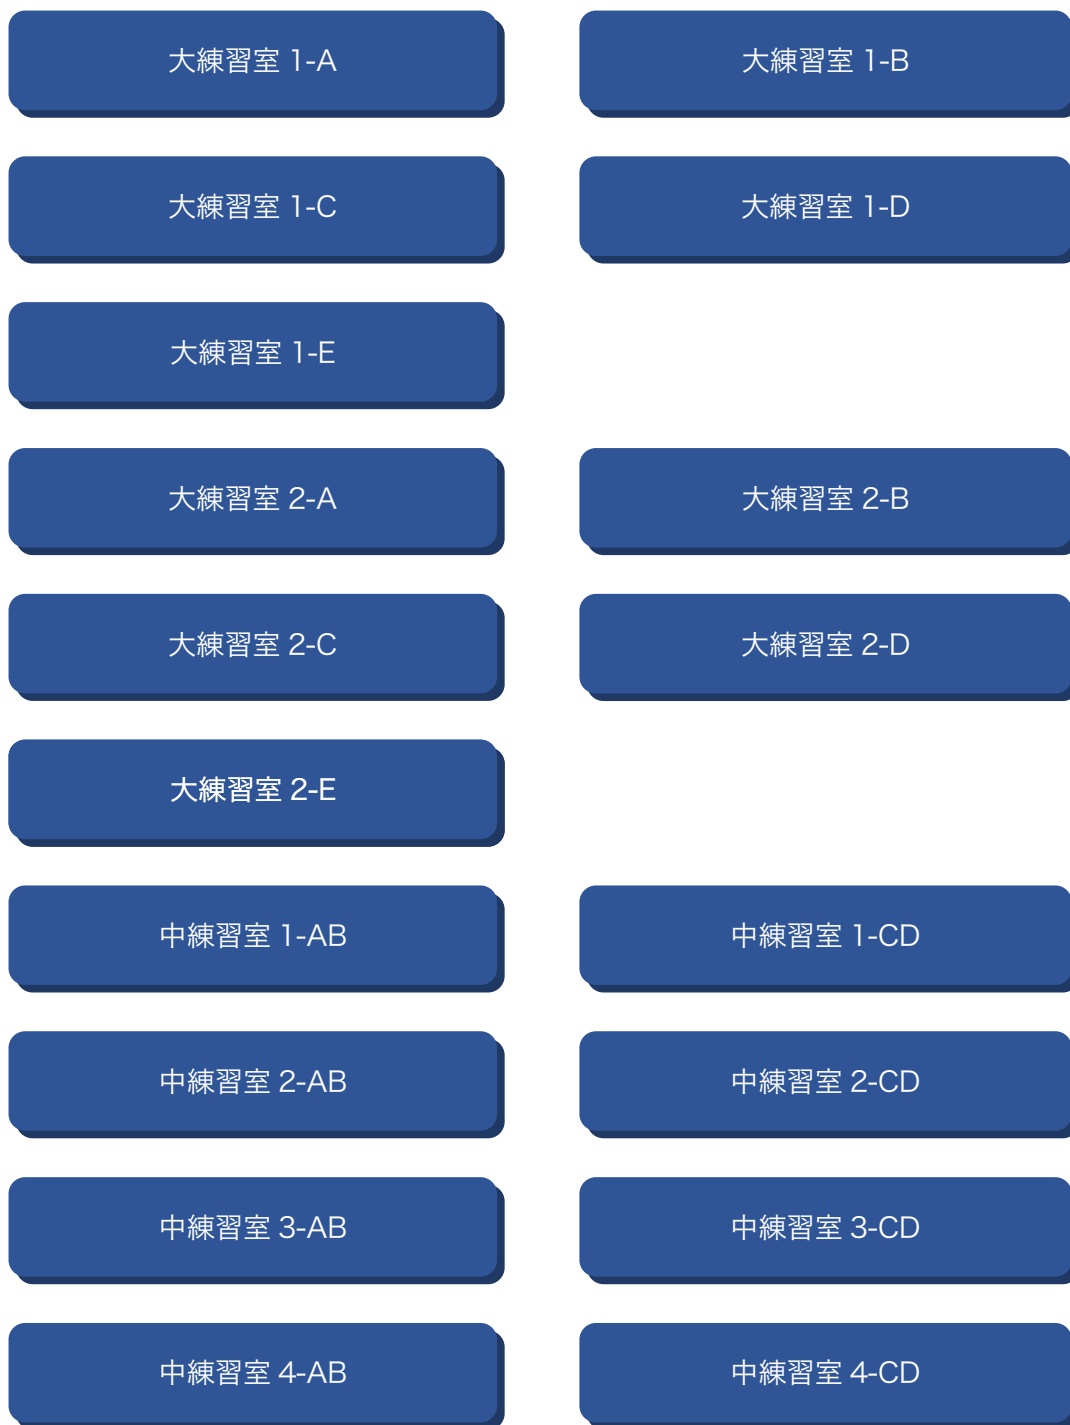 大練習室 1-A
大練習室 1-B
大練習室 1-C
大練習室 1-D
大練習室 1-E
大練習室 2-A
大練習室 2-B
大練習室 2-C
大練習室 2-D
大練習室 2-E
中練習室 1-AB
中練習室 1-CD
中練習室 2-AB
中練習室 2-CD
中練習室 3-AB
中練習室 3-CD
中練習室 4-AB
中練習室 4-CD